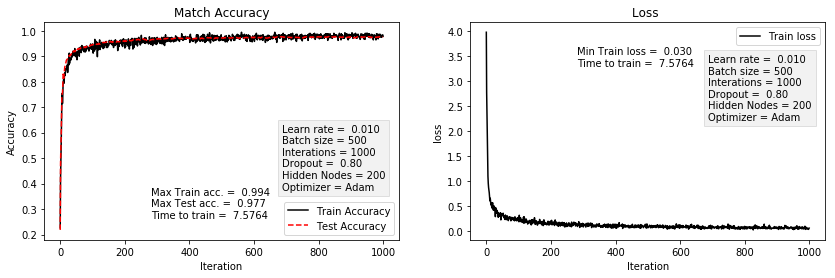 Match Accuracy
1.0
0.9
0.8
0.7
0.6
0.5
0.4
0.3
0.2
Accuracy
Learn rate =  0.010
Batch size = 500
Interations = 1000
Dropout =  0.80
Hidden Nodes = 200
Optimizer = Adam
Max Train acc. =  0.994
Max Test acc. =  0.977
Time to train =  7.5764
Train Accuracy
Test Accuracy
0 200 400 600 800 1000
Iteration
Loss
4.0
3.5
3.0
2.5
2.0
1.5
1.0
0.5
0.0
loss
Train loss
Min Train loss =  0.030
Time to train =  7.5764
Learn rate =  0.010
Batch size = 500
Interations = 1000
Dropout =  0.80
Hidden Nodes = 200
Optimizer = Adam
0 200 400 600 800 1000
Iteration